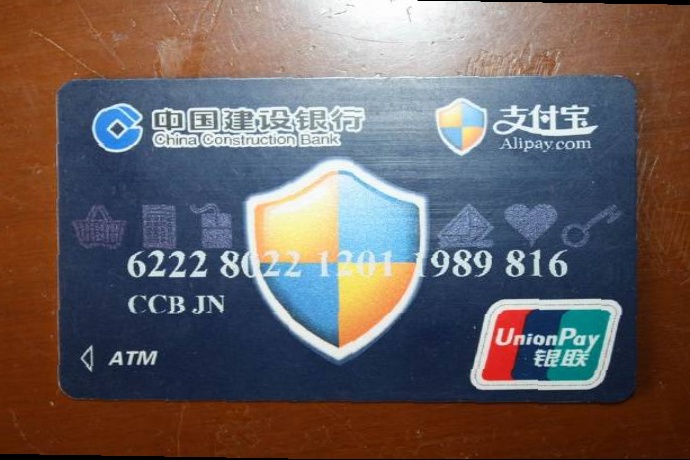 中国建设银行
China Construction Bank
支付宝
Alipay.com
6222 8022 1201 1989 816
CCB JN
ATM
UnionPay
银联